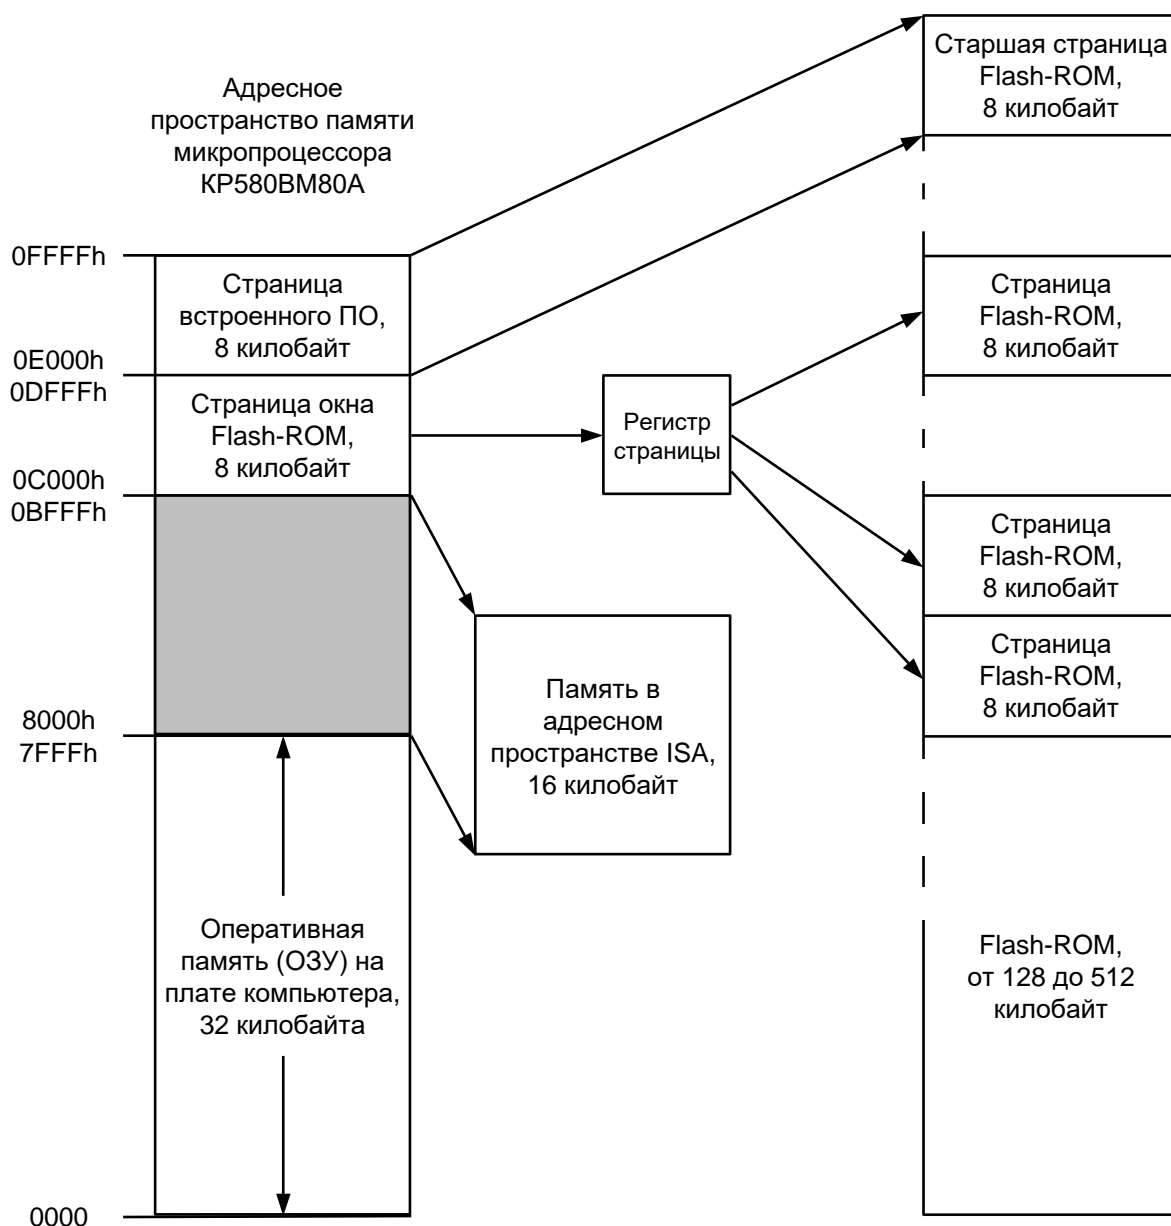 Старшая страница
Flash-ROM,
8 килобайт
Адресное
пространство памяти
микропроцессора
КР580ВМ80А
0FFFFh
Страница
встроенного ПО,
8 килобайт
Страница
Flash-ROM,
8 килобайт
0E000h
0DFFFh
Страница окна
Flash-ROM,
8 килобайт
Регистр
страницы
0C000h
0BFFFh
Страница
Flash-ROM,
8 килобайт
Страница
Flash-ROM,
8 килобайт
Память в
адресном
пространстве ISA,
16 килобайт
8000h
7FFFh
Оперативная
память (ОЗУ) на
плате компьютера,
32 килобайта
Flash-ROM,
от 128 до 512
килобайт
0000